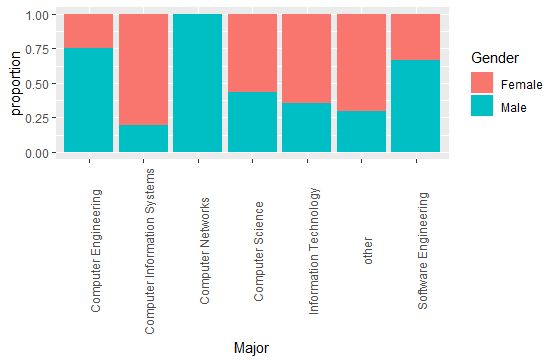 1.00
0.75
0.50
0.25
0.00
proportion
Computer Engineering
Computer Information Systems
Computer Networks
Computer Science
Information Technology
other
Software Engineering
Major
Gender
Female
Male